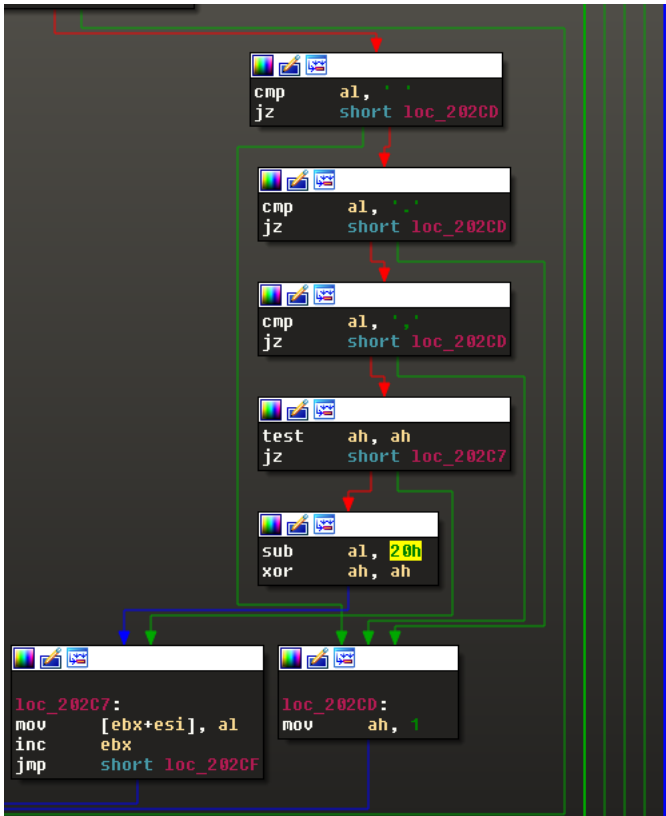 cmp     al, ' '
jz      short loc_202CD
cmp     al, '.'
jz      short loc_202CD
cmp     al, ','
jz      short loc_202CD
test    ah, ah
jz      short loc_202C7
sub     al, 20h
xor     ah, ah
loc_202C7:
mov     [ebx+esi], al
inc     ebx
jmp     short loc_202CF
loc_202CD:
mov     ah, 1